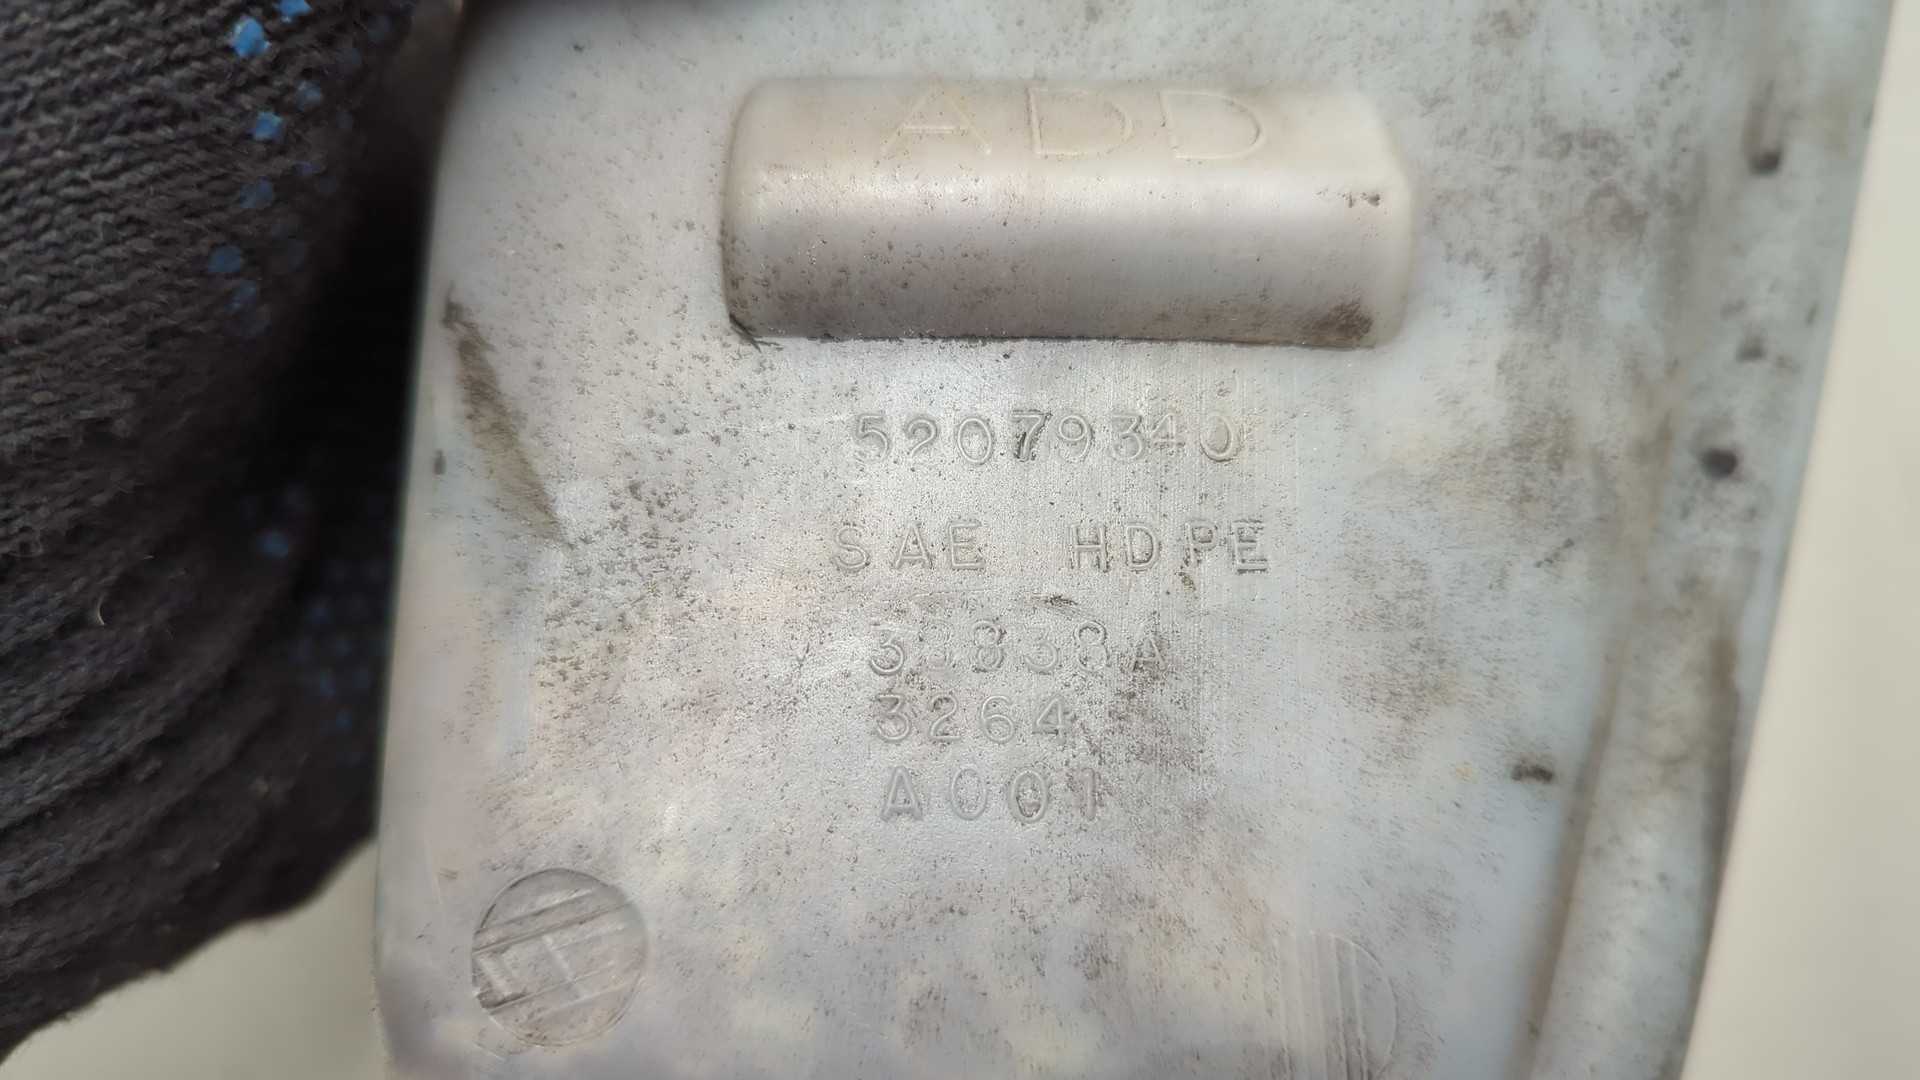 ADD
52079340
SAE HDPE
33838A
3264
A001